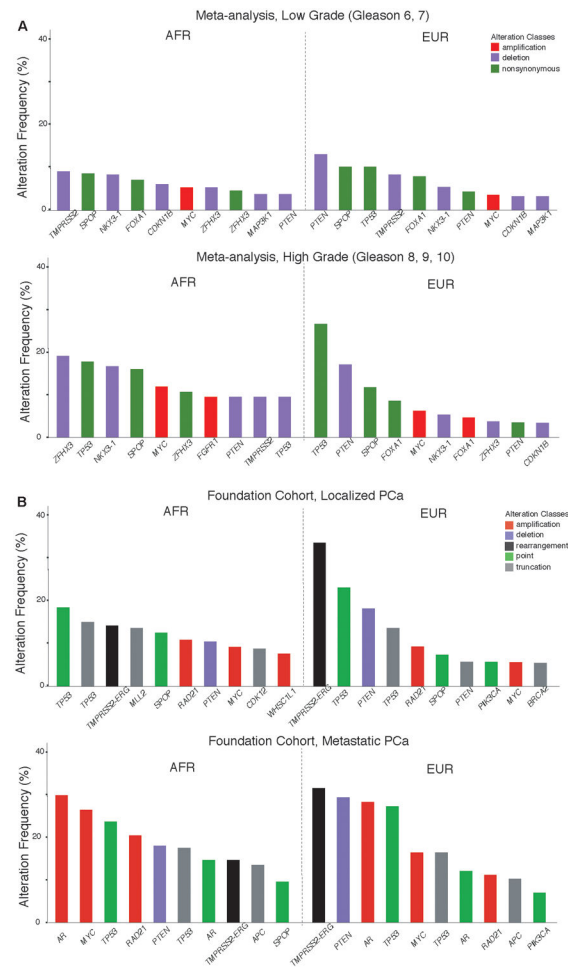 A
Meta-analysis, Low Grade (Gleason 6, 7)
AFR
EUR
Alteration Classes
amplification
deletion
nonsynonymous
Alteration Frequency (%)
40
20
0
TMPRSS2 SPOP NKX3-1 FOXA1 CDKN1B MYC ZFHX3 ZFHX3 MAP3K1 PTEN
PTEN SPOP TP53 TMPRSS2 FOXA1 NKX3-1 PTEN MYC CDKN1B MAP3K1
Meta-analysis, High Grade (Gleason 8, 9, 10)
AFR
EUR
Alteration Frequency (%)
40
20
0
ZFHX3 TP53 NKX3-1 SPOP MYC ZFHX3 FGFR1 PTEN TMPRSS2 TP53
TP53 PTEN SPOP FOXA1 MYC NKX3-1 FOXA1 ZFHX3 PTEN CDKN1B
B
Foundation Cohort, Localized PCa
AFR
EUR
Alteration Classes
amplification
deletion
rearrangement
point
truncation
Alteration Frequency (%)
40
20
0
TP53 TP53 TMPRSS2-ERG MLL2 SPOP RAD21 PTEN MYC CDK12 WHSC1L1
TMPRSS2-ERG TP53 PTEN TP53 RAD21 SPOP PTEN PIK3CA MYC BRCA2
Foundation Cohort, Metastatic PCa
AFR
EUR
Alteration Frequency (%)
40
20
0
AR MYC TP53 RAD21 PTEN TP53 AR TMPRSS2-ERG APC SPOP
TMPRSS2-ERG PTEN AR TP53 MYC TP53 AR RAD21 APC PIK3CA